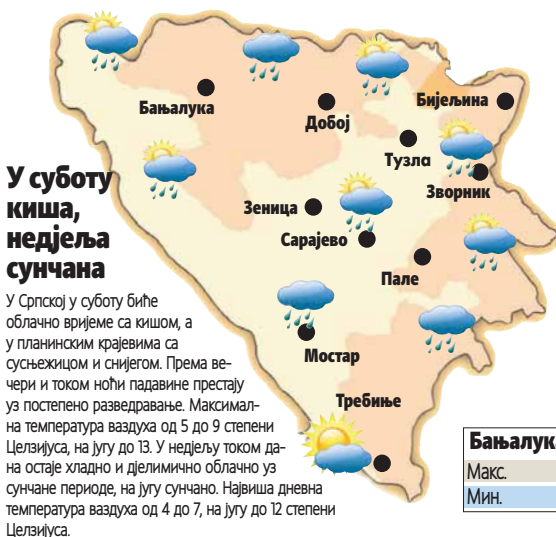 Бањалука
Добој
Бијељина
Тузла
Зворник
Зеница
Сарајево
Пале
Мостар
Требиње
У суботу
киша,
недјеља
сунчана
У Српској у суботу биће
облачно вријеме са кишом, а
у планинским крајевима са
сусњежицом и снијегом. Према ве-
чери и током ноћи падавине престају
уз постепено разведравање. Максимал-
на температура ваздуха од 5 до 9 степени
Целзијуса, на југу до 13. У недјељу током да-
на остаје хладно и дјелимично облачно уз
сунчане периоде, на југу сунчано. Највиша дневна
температура ваздуха од 4 до 7, на југу до 12 степени
Целзијуса.
Бањалук
Макс.
Мин.